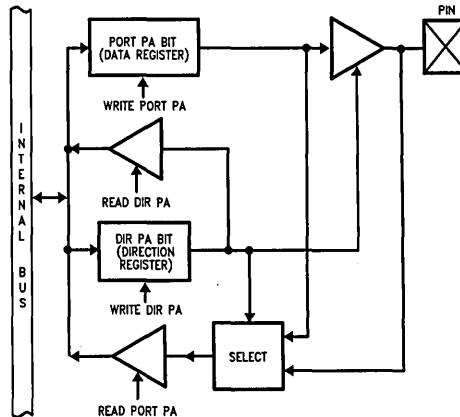 PIN
PORT PA BIT
(DATA REGISTER)
WRITE PORT PA
INTERNAL BUS
READ DIR PA
DIR PA BIT
(DIRECTION
REGISTER)
WRITE DIR PA
SELECT
READ PORT PA